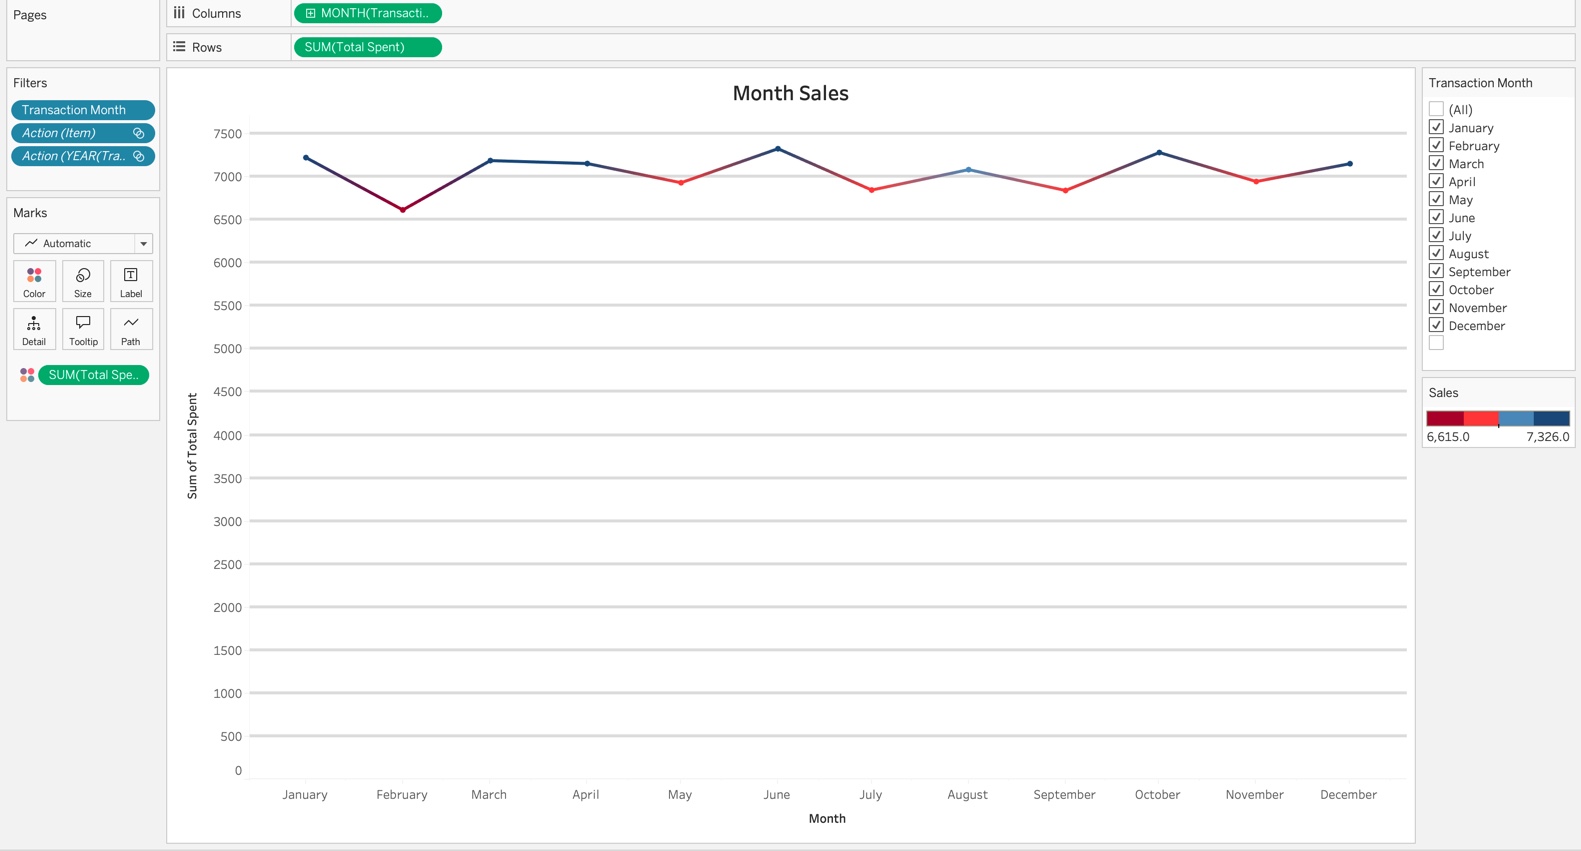 Pages
Columns
MONTH(Transacti..
Rows
SUM(Total Spent)
Filters
Transaction Month
Action (Item)
Action (YEAR(Tra..
Marks
Automatic
Color
Size
Label
Detail
Tooltip
Path
SUM(Total Spe..
Month Sales
7500
7000
6500
6000
5500
5000
4500
4000
3500
3000
2500
2000
1500
1000
500
0
Sum of Total Spent
January
February
March
April
May
June
July
August
September
October
November
December
Month
Transaction Month
(All)
January
February
March
April
May
June
July
August
September
October
November
December
Sales
6,615.0
7,326.0